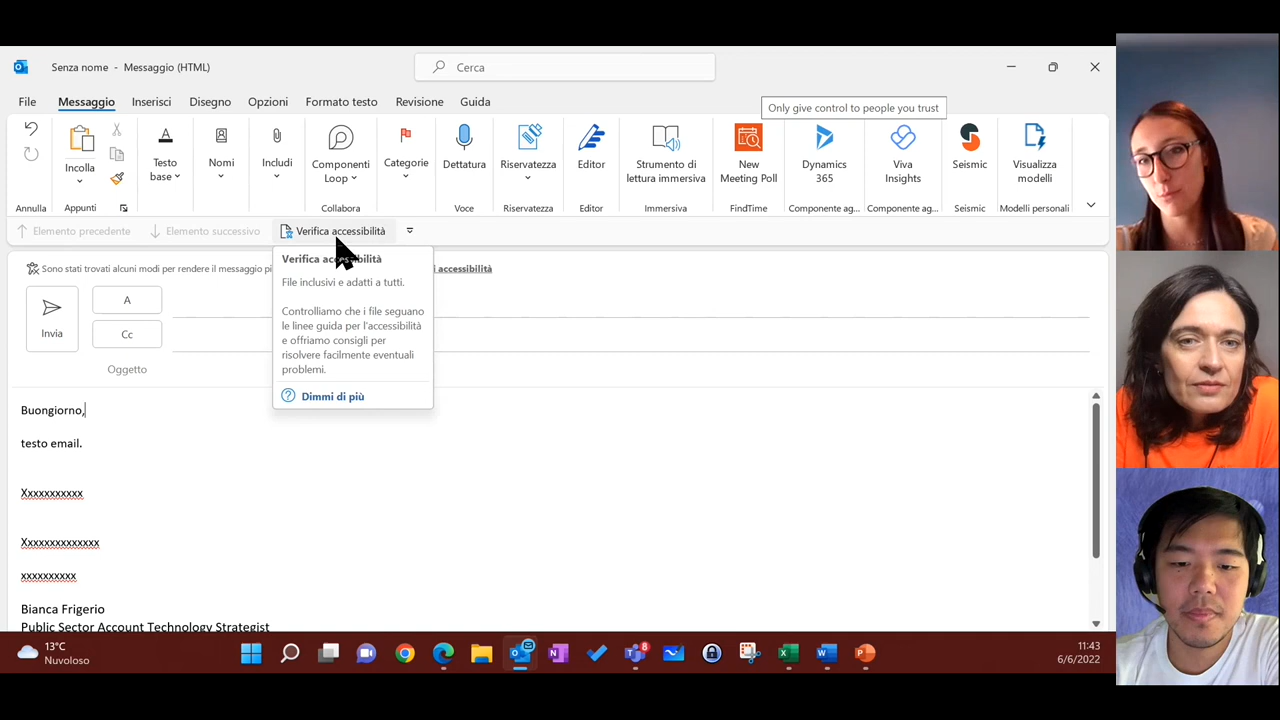 Senza nome - Messaggio (HTML)
Cerca
File Messaggio Inserisci Disegno Opzioni Formato testo Revisione Guida
Only give control to people you trust
Incolla
Testo base
Nomi
Includi
Componenti Loop
Categorie
Dettatura
Riservatezza
Editor
Strumento di lettura immersiva
New Meeting Poll
Dynamics 365
Viva Insights
Seismic
Visualizza modelli
Annulla Appunti Collabora Voce Riservatezza Editor Immersiva FindTime Componente ag... Componente ag... Seismic Modelli personali
Elemento precedente Elemento successivo Verifica accessibilità
Sono stati trovati alcuni modi per rendere il messaggio pi
i accessibilità
Verifica accessibilità
File inclusivi e adatti a tutti.
Controlliamo che i file seguano
le linee guida per l'accessibilità
e offriamo consigli per
risolvere facilmente eventuali
problemi.
Dimmi di più
Invia
A
Cc
Oggetto
Buongiorno,
testo email.
Xxxxxxxxxxx
Xxxxxxxxxxxxx
xxxxxxxxxx
Bianca Frigerio
Public Sector Account Technology Strategist
13°C
Nuvoloso
8
11:43
6/6/2022